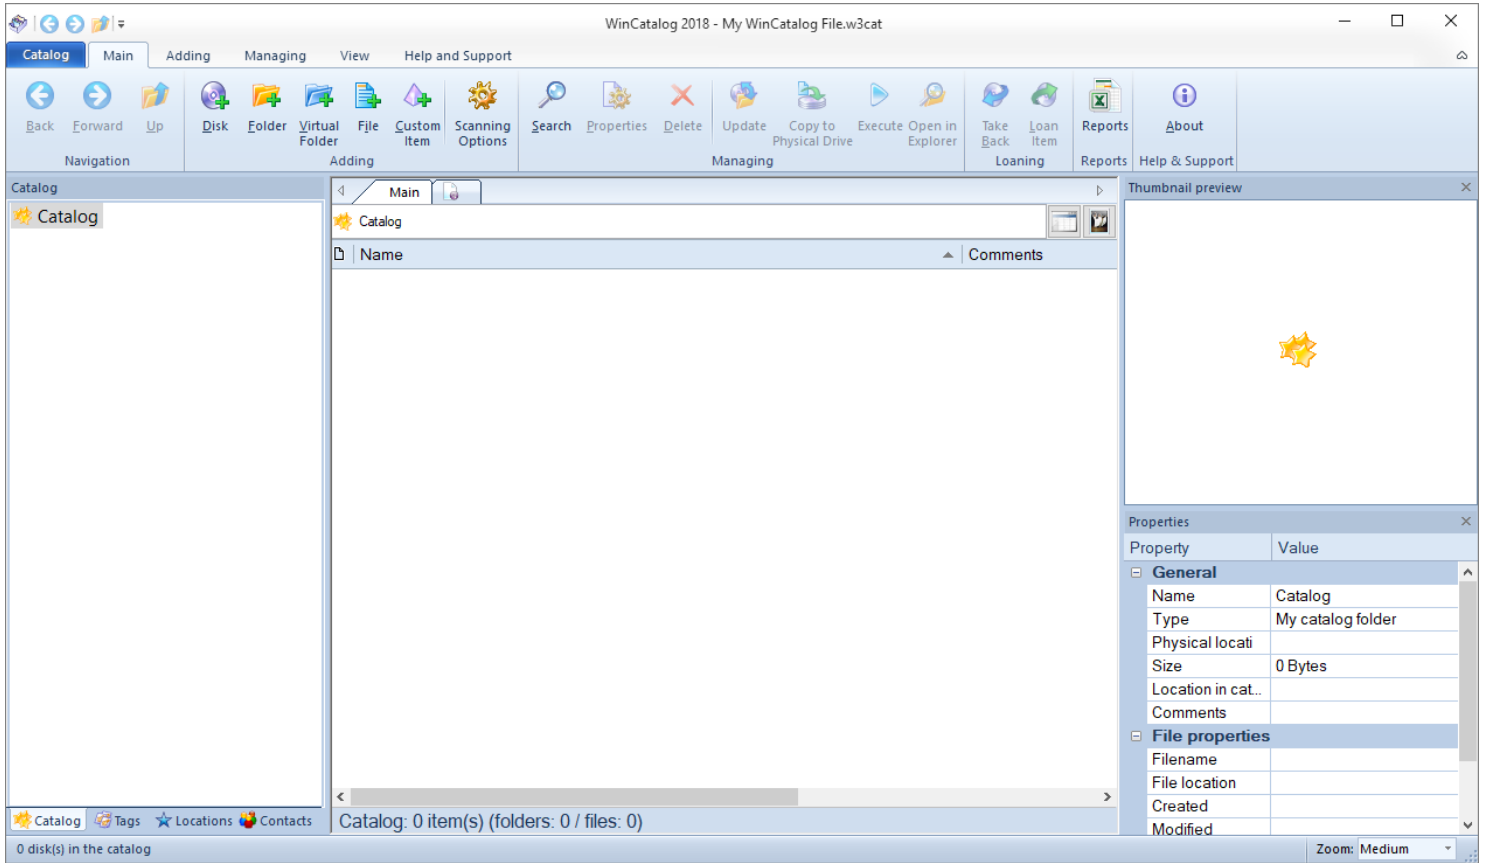 WinCatalog 2018 - My WinCatalog File.w3cat
Catalog Main Adding Managing View Help and Support
Back Forward Up Disk Folder Virtual Folder File Custom Item Scanning Options Search Properties Delete Update Copy to Physical Drive Execute Open in Explorer Take Back Loan Item Reports About
Navigation Adding Managing Loaning Reports Help & Support
Catalog
Catalog
Main
Catalog
Name Comments
Thumbnail preview
Properties
Property Value
General
Name Catalog
Type My catalog folder
Physical locati
Size 0 Bytes
Location in cat...
Comments
File properties
Filename
File location
Created
Modified
Catalog Tags Locations Contacts
Catalog: 0 item(s) (folders: 0 / files: 0)
0 disk(s) in the catalog
Zoom: Medium